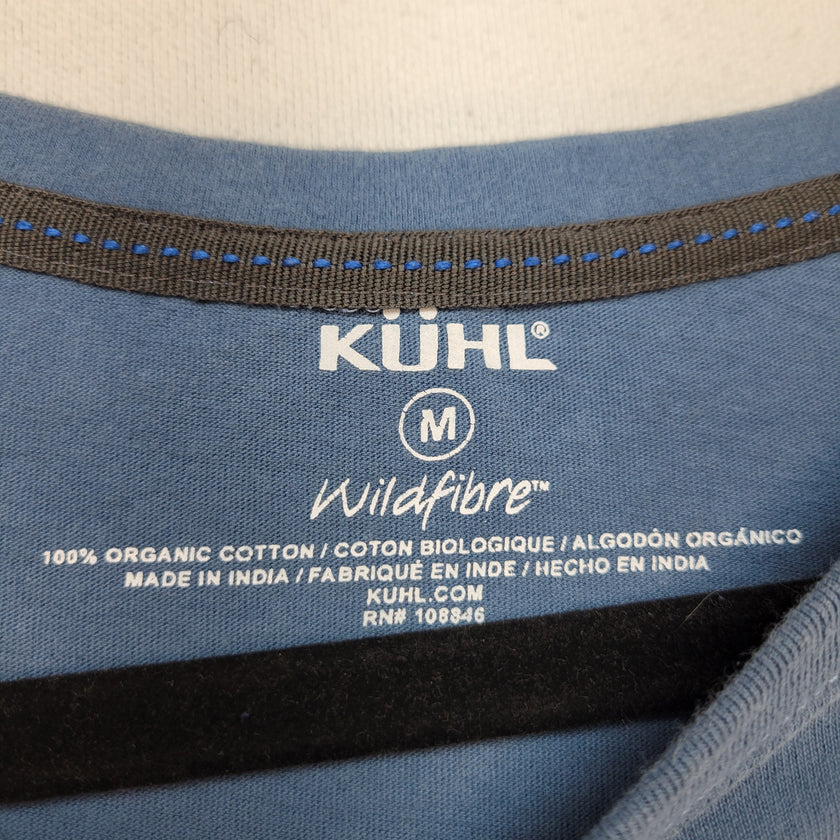 KÜHL®
M
Wildfibre™
100% ORGANIC COTTON / COTON BIOLOGIQUE / ALGODÓN ORGÁNICO
MADE IN INDIA / FABRIQUÉ EN INDE / HECHO EN INDIA
KUHL.COM
RN# 108846